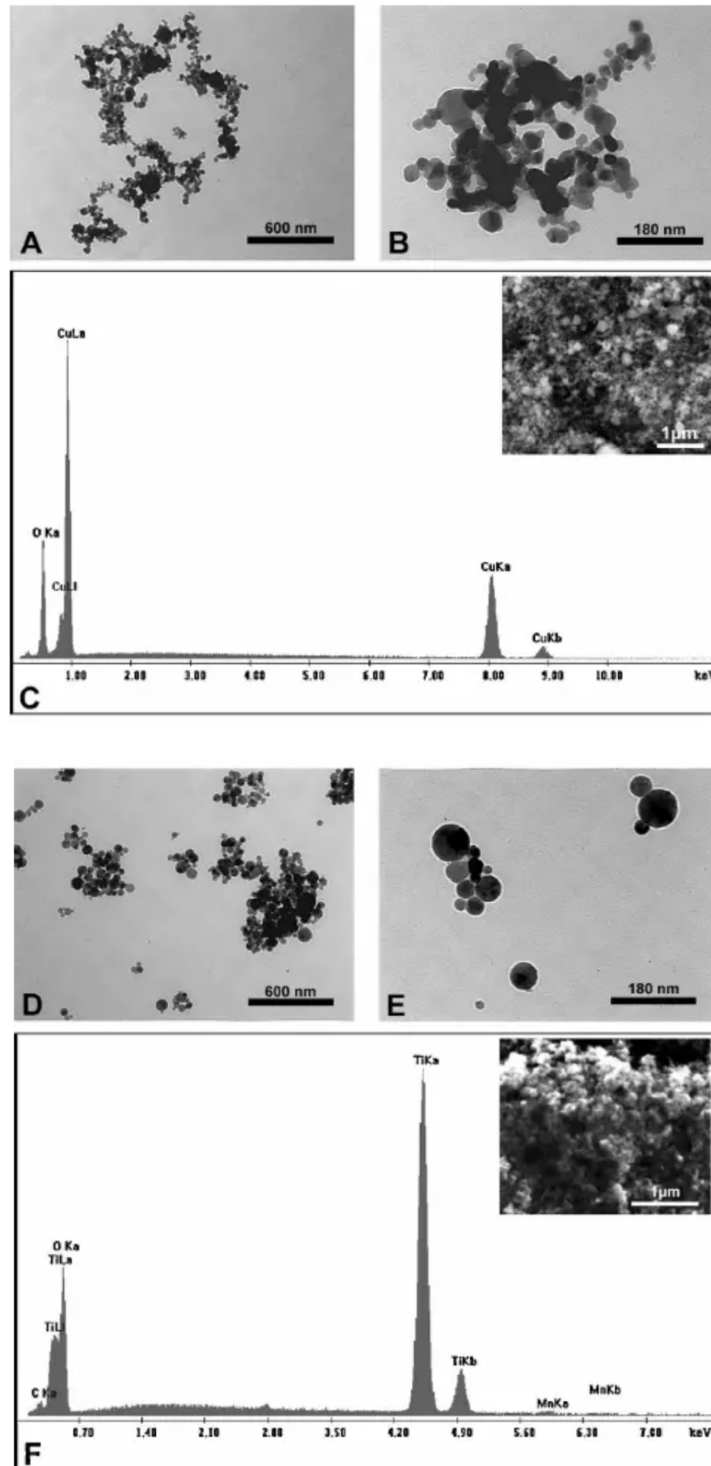 A
600 nm
B
180 nm
CuLa
1µm
O Ka
CuLl
CuKa
CuKb
1.00 2.00 3.00 4.00 5.00 6.00 7.00 8.00 9.00 10.00 keV
C
D
600 nm
E
180 nm
TiKa
1µm
O Ka
TiLa
TiLl
TiKb
C Ka
MnKa
MnKb
0.70 1.40 2.10 2.80 3.50 4.20 4.90 5.60 6.30 7.00 keV
F